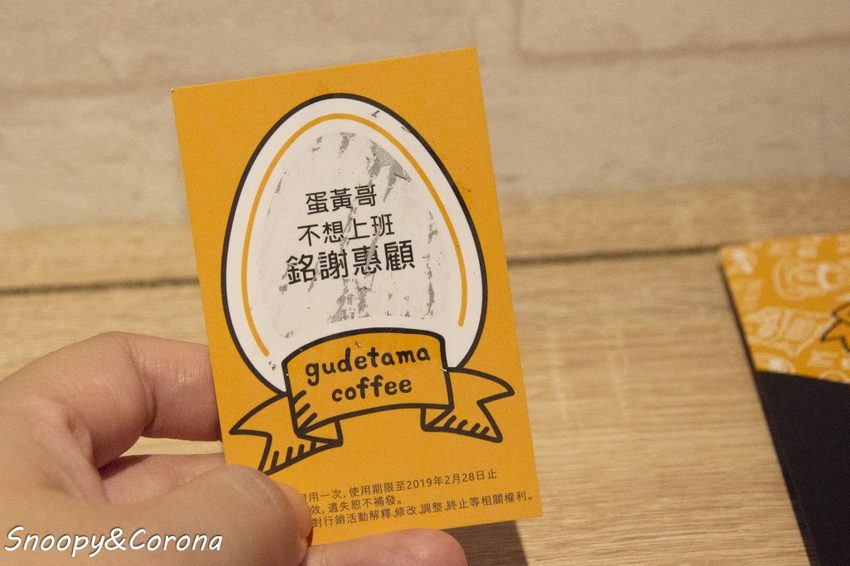 蛋黃哥
不想上班
銘謝惠顧
gudetama
coffee
用一次,使用期限至2019年2月28日止
效,遺失恕不補發。
對行銷活動解釋,修改,調整,終止等相關權利。
Snoopy&Corona